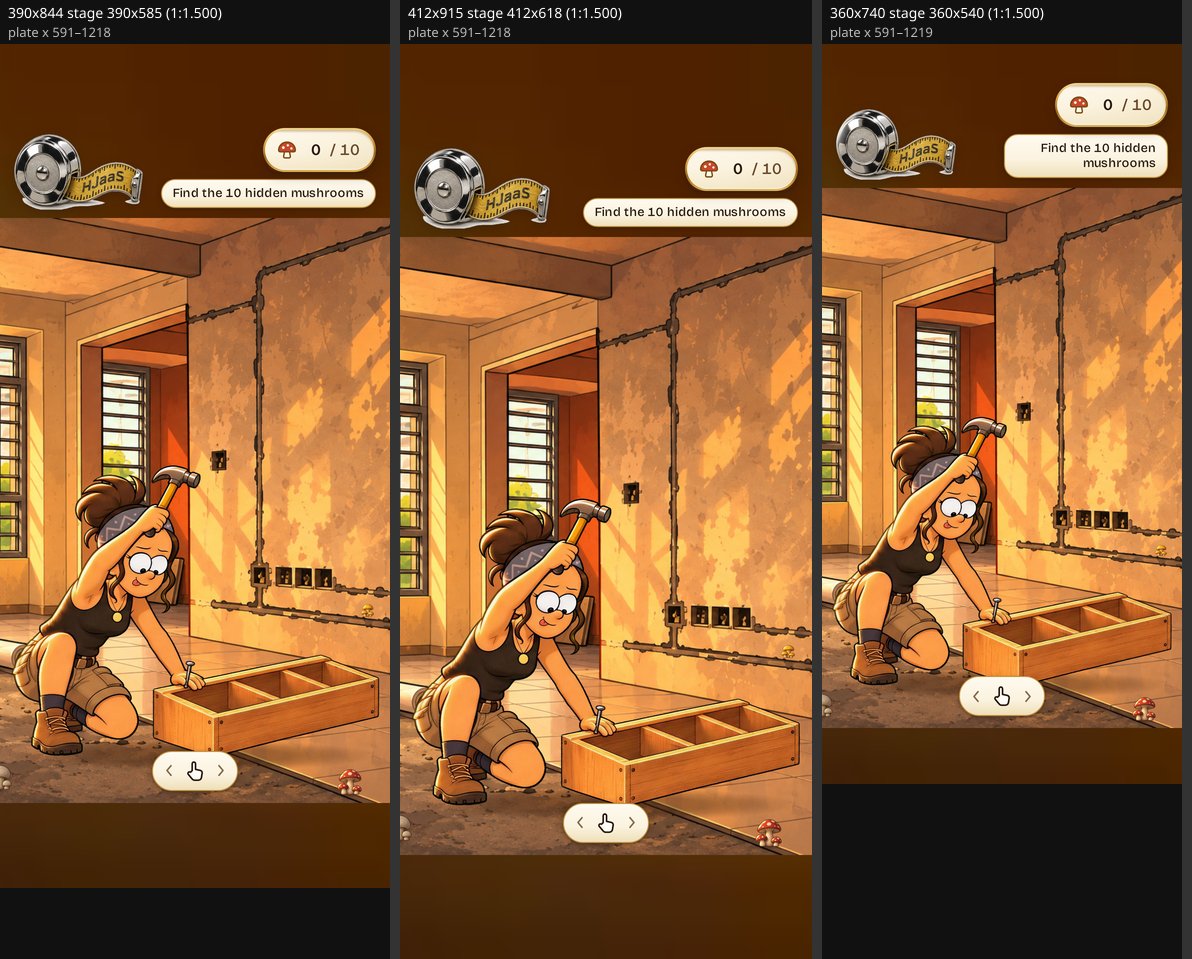 390x844 stage 390x585 (1:1.500)
plate x 591–1218
0 / 10
HJaaS
Find the 10 hidden mushrooms
412x915 stage 412x618 (1:1.500)
plate x 591–1218
0 / 10
HJaaS
Find the 10 hidden mushrooms
360x740 stage 360x540 (1:1.500)
plate x 591–1219
0 / 10
HJaaS
Find the 10 hidden
mushrooms